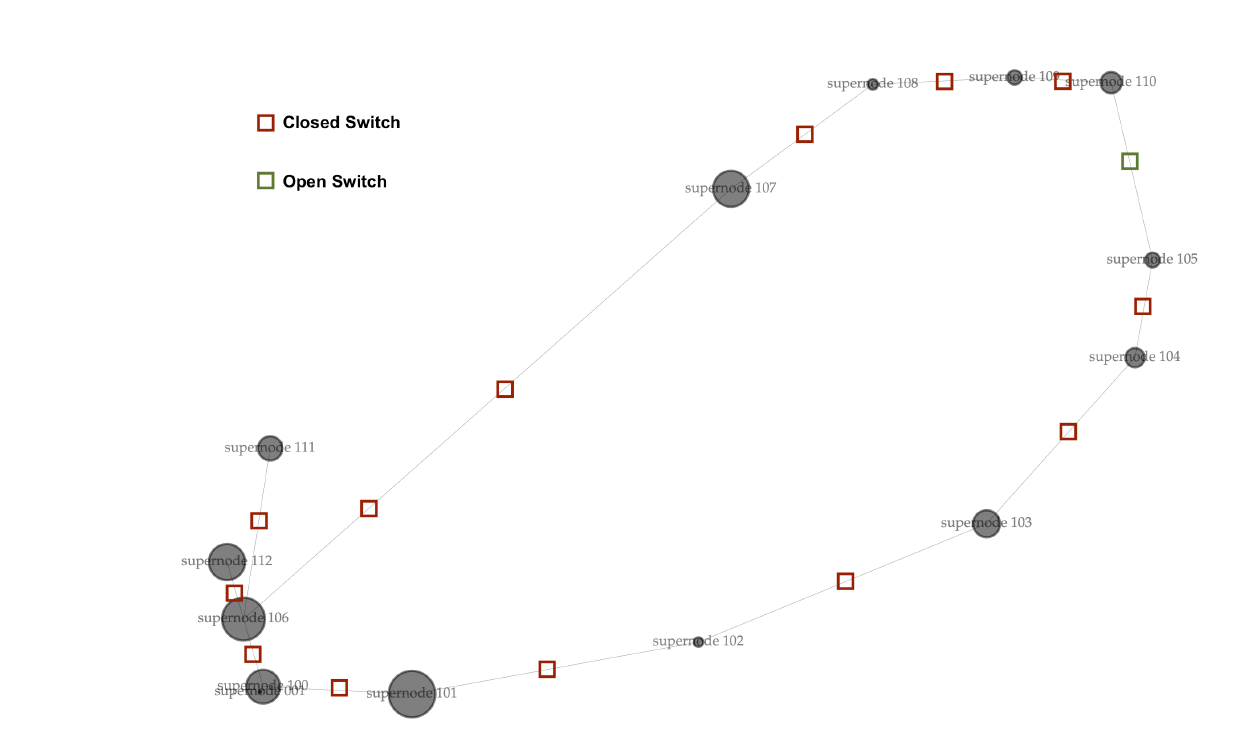 supernode 108
supernode 109
supernode 110
Closed Switch
Open Switch
supernode 107
supernode 105
supernode 104
supernode 111
supernode 103
supernode 112
supernode 106
supernode 102
supernode 100
supernode 001
supernode 101